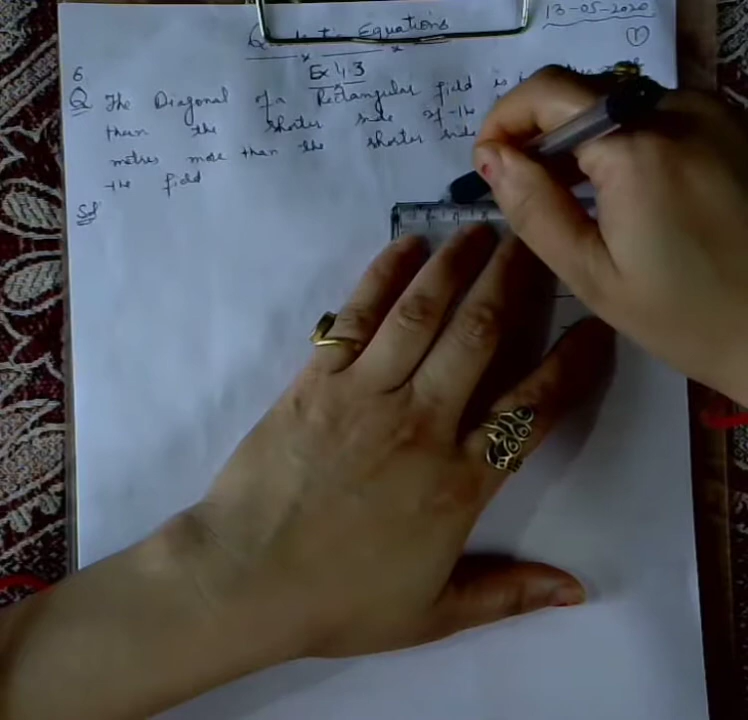 13-05-2020
Equations
1
Ex 4.3
6
Q The Diagonal of a Rectangular field is
than the shorter side of the
metres more than the shorter side
the field
Sol